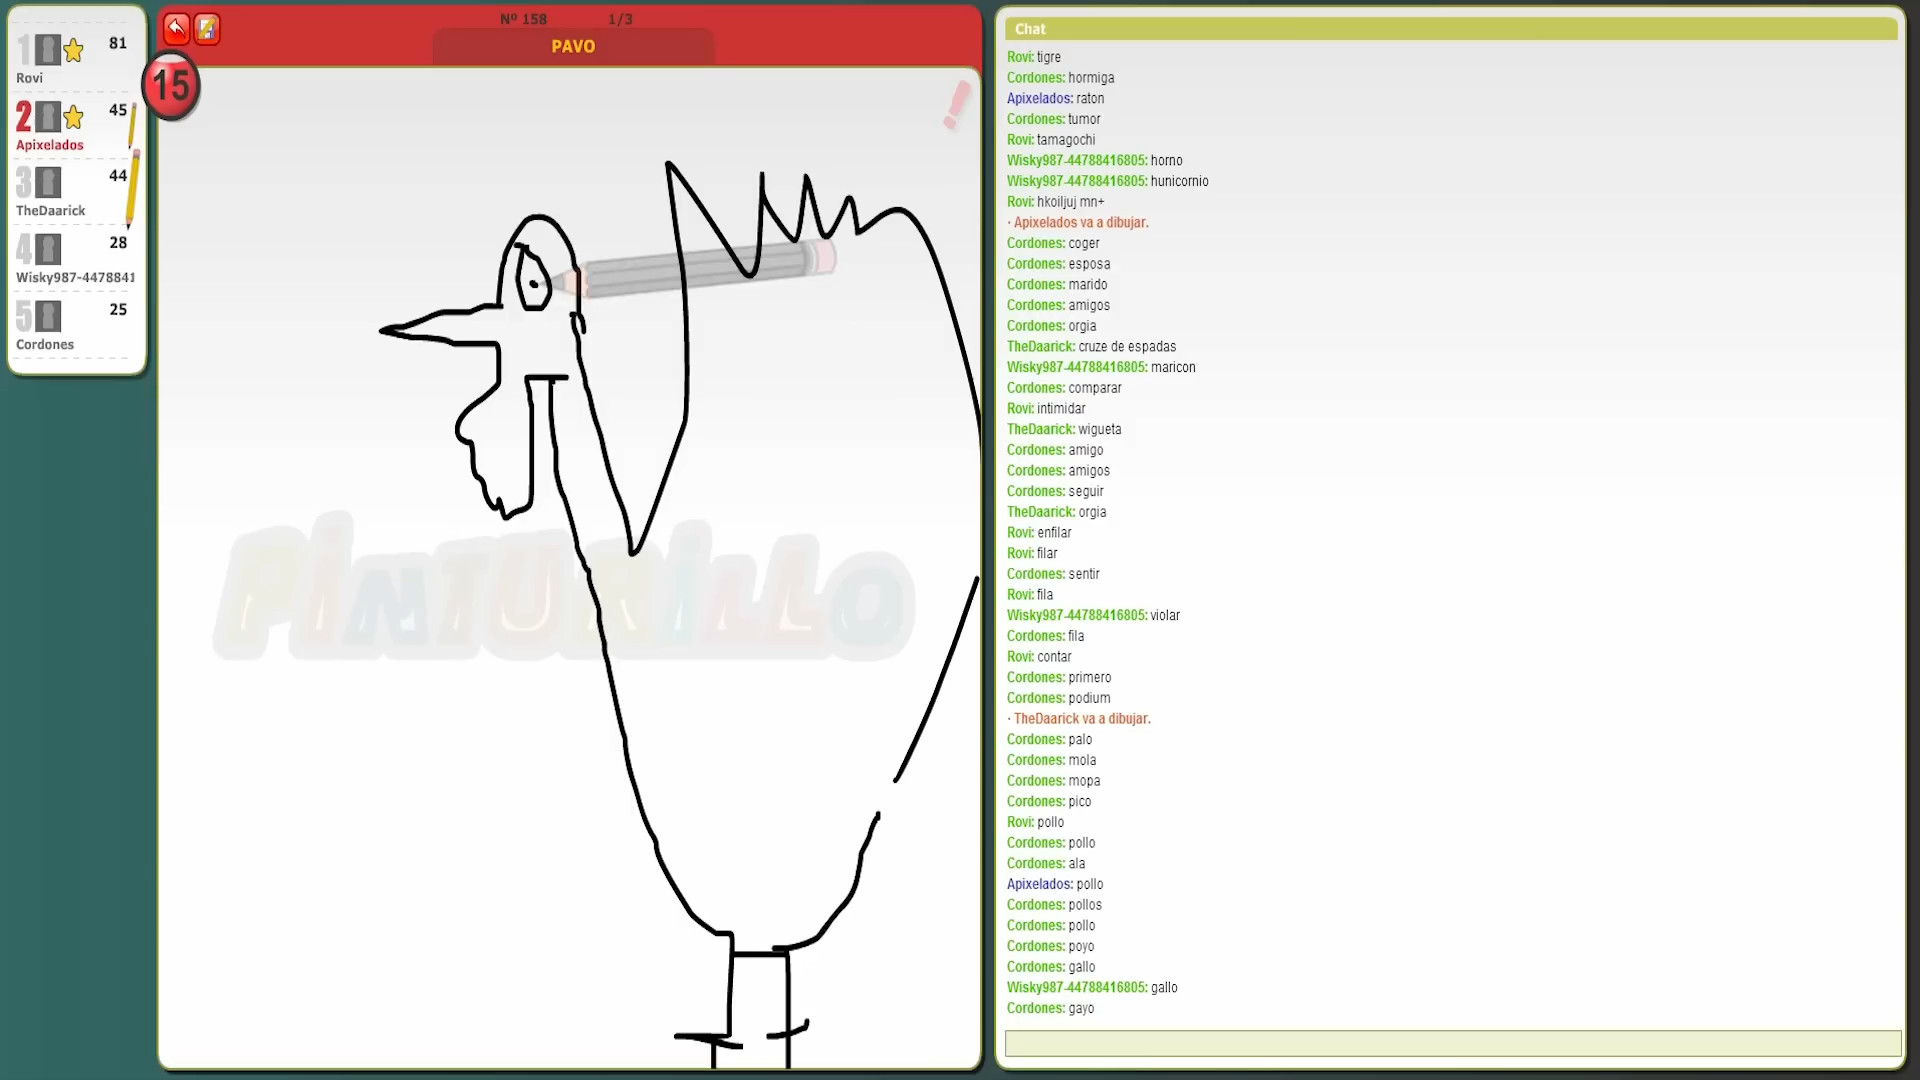 1 81
Rovi
2 45
Apixelados
3 44
TheDaarick
4 28
Wisky987-4478841
5 25
Cordones
Nº 158 1/3
PAVO
15
!
PINTURILLO
Chat
Rovi: tigre
Cordones: hormiga
Apixelados: raton
Cordones: tumor
Rovi: tamagochi
Wisky987-44788416805: horno
Wisky987-44788416805: hunicornio
Rovi: hkoiljuj mn+
· Apixelados va a dibujar.
Cordones: coger
Cordones: esposa
Cordones: marido
Cordones: amigos
Cordones: orgia
TheDaarick: cruze de espadas
Wisky987-44788416805: maricon
Cordones: comparar
Rovi: intimidar
TheDaarick: wigueta
Cordones: amigo
Cordones: amigos
Cordones: seguir
TheDaarick: orgia
Rovi: enfilar
Rovi: filar
Cordones: sentir
Rovi: fila
Wisky987-44788416805: violar
Cordones: fila
Rovi: contar
Cordones: primero
Cordones: podium
· TheDaarick va a dibujar.
Cordones: palo
Cordones: mola
Cordones: mopa
Cordones: pico
Rovi: pollo
Cordones: pollo
Cordones: ala
Apixelados: pollo
Cordones: pollos
Cordones: pollo
Cordones: poyo
Cordones: gallo
Wisky987-44788416805: gallo
Cordones: gayo